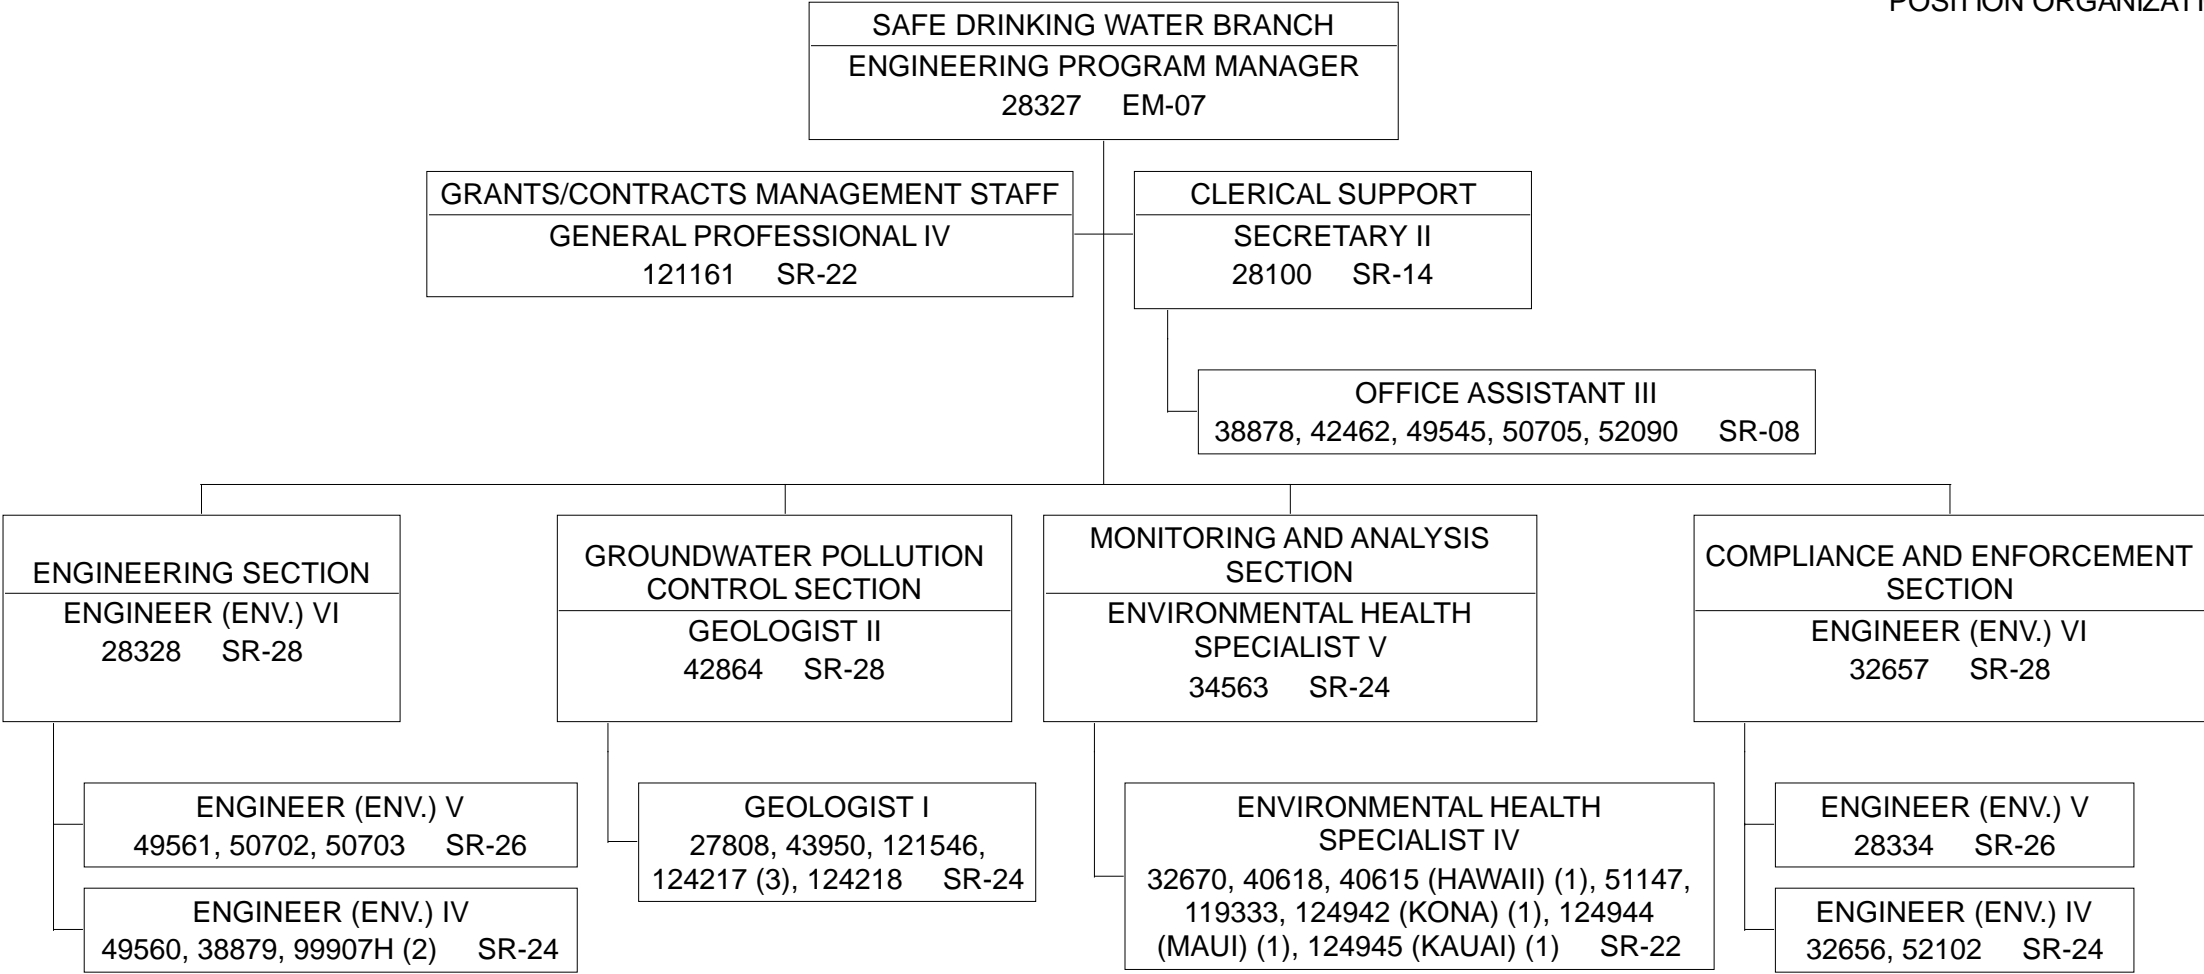 POSITION ORGANIZATI
SAFE DRINKING WATER BRANCH
ENGINEERING PROGRAM MANAGER
28327 EM-07
GRANTS/CONTRACTS MANAGEMENT STAFF
GENERAL PROFESSIONAL IV
121161 SR-22
CLERICAL SUPPORT
SECRETARY II
28100 SR-14
OFFICE ASSISTANT III
38878, 42462, 49545, 50705, 52090 SR-08
ENGINEERING SECTION
ENGINEER (ENV.) VI
28328 SR-28
ENGINEER (ENV.) V
49561, 50702, 50703 SR-26
ENGINEER (ENV.) IV
49560, 38879, 99907H (2) SR-24
GROUNDWATER POLLUTION
CONTROL SECTION
GEOLOGIST II
42864 SR-28
GEOLOGIST I
27808, 43950, 121546,
124217 (3), 124218 SR-24
MONITORING AND ANALYSIS
SECTION
ENVIRONMENTAL HEALTH
SPECIALIST V
34563 SR-24
ENVIRONMENTAL HEALTH
SPECIALIST IV
32670, 40618, 40615 (HAWAII) (1), 51147,
119333, 124942 (KONA) (1), 124944
(MAUI) (1), 124945 (KAUAI) (1) SR-22
COMPLIANCE AND ENFORCEMENT
SECTION
ENGINEER (ENV.) VI
32657 SR-28
ENGINEER (ENV.) V
28334 SR-26
ENGINEER (ENV.) IV
32656, 52102 SR-24